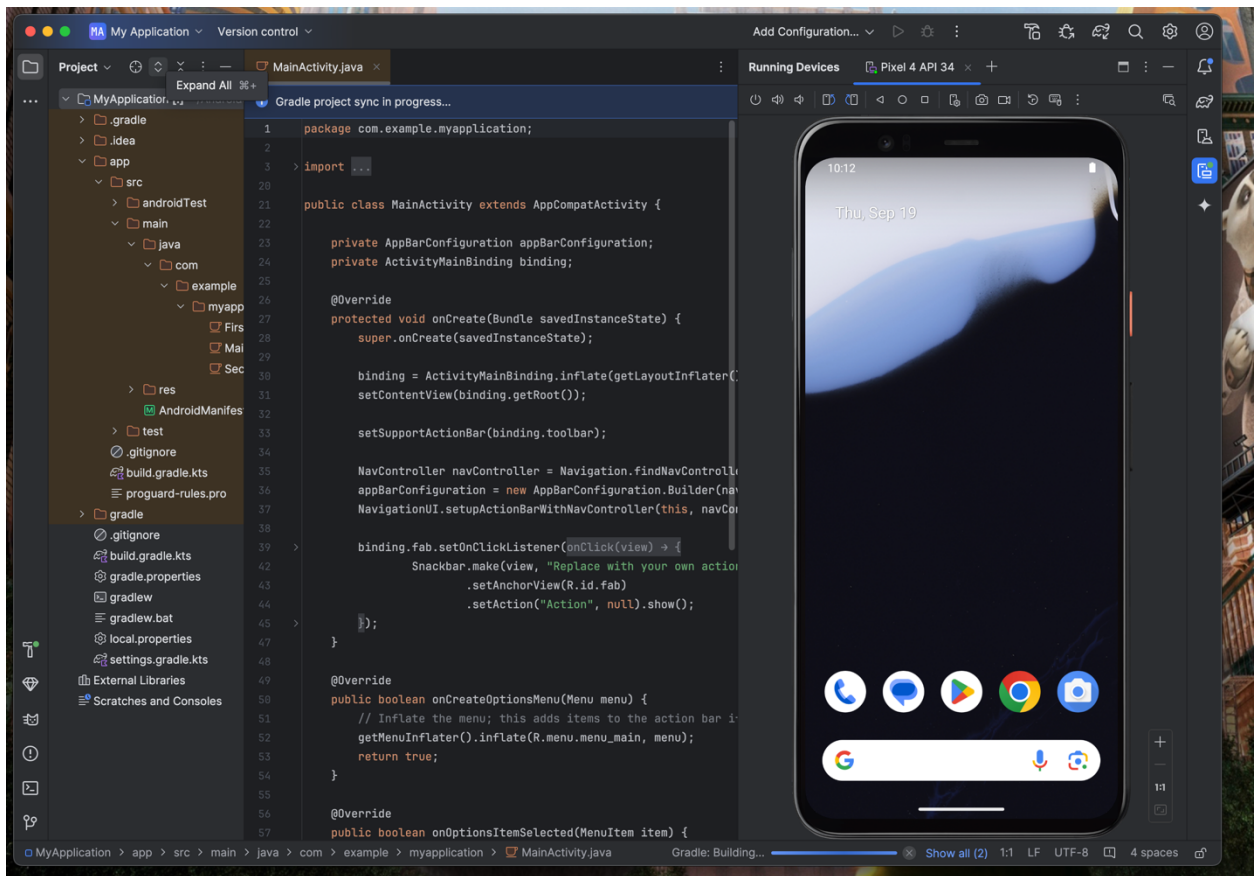 MA My Application Version control Add Configuration...
Project
Expand All ⌘+
MainActivity.java
Running Devices Pixel 4 API 34
MyApplication
Gradle project sync in progress...
.gradle
.idea
app
src
androidTest
main
java
com
example
myapp
Firs
Mai
Sec
res
AndroidManifes
test
.gitignore
build.gradle.kts
proguard-rules.pro
gradle
.gitignore
build.gradle.kts
gradle.properties
gradlew
gradlew.bat
local.properties
settings.gradle.kts
External Libraries
Scratches and Consoles
1 package com.example.myapplication;
2
3 import ...
20
21 public class MainActivity extends AppCompatActivity {
22
23 private AppBarConfiguration appBarConfiguration;
24 private ActivityMainBinding binding;
25
26 @Override
27 protected void onCreate(Bundle savedInstanceState) {
28 super.onCreate(savedInstanceState);
29
30 binding = ActivityMainBinding.inflate(getLayoutInflater()
31 setContentView(binding.getRoot());
32
33 setSupportActionBar(binding.toolbar);
34
35 NavController navController = Navigation.findNavControlle
36 appBarConfiguration = new AppBarConfiguration.Builder(nav
37 NavigationUI.setupActionBarWithNavController(this, navCon
38
39 binding.fab.setOnClickListener(onClick(view) → {
42 Snackbar.make(view, "Replace with your own action
43 .setAnchorView(R.id.fab)
44 .setAction("Action", null).show();
45 });
47 }
48
49 @Override
50 public boolean onCreateOptionsMenu(Menu menu) {
51 // Inflate the menu; this adds items to the action bar i
52 getMenuInflater().inflate(R.menu.menu_main, menu);
53 return true;
54 }
55
56 @Override
57 public boolean onOptionsItemSelected(MenuItem item) {
10:12
Thu, Sep 19
1:1
MyApplication > app > src > main > java > com > example > myapplication > MainActivity.java Gradle: Building... Show all (2) 1:1 LF UTF-8 4 spaces